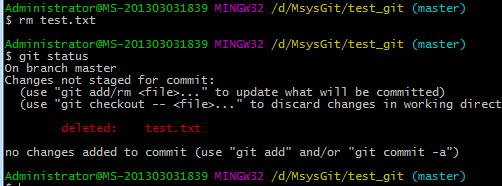 Administrator@MS-201303031839 MINGW32 /d/MsysGit/test_git (master)
$ rm test.txt
Administrator@MS-201303031839 MINGW32 /d/MsysGit/test_git (master)
$ git status
On branch master
Changes not staged for commit:
  (use "git add/rm <file>..." to update what will be committed)
  (use "git checkout -- <file>..." to discard changes in working direct
        deleted:    test.txt
no changes added to commit (use "git add" and/or "git commit -a")
Administrator@MS-201303031839 MINGW32 /d/MsysGit/test_git (master)